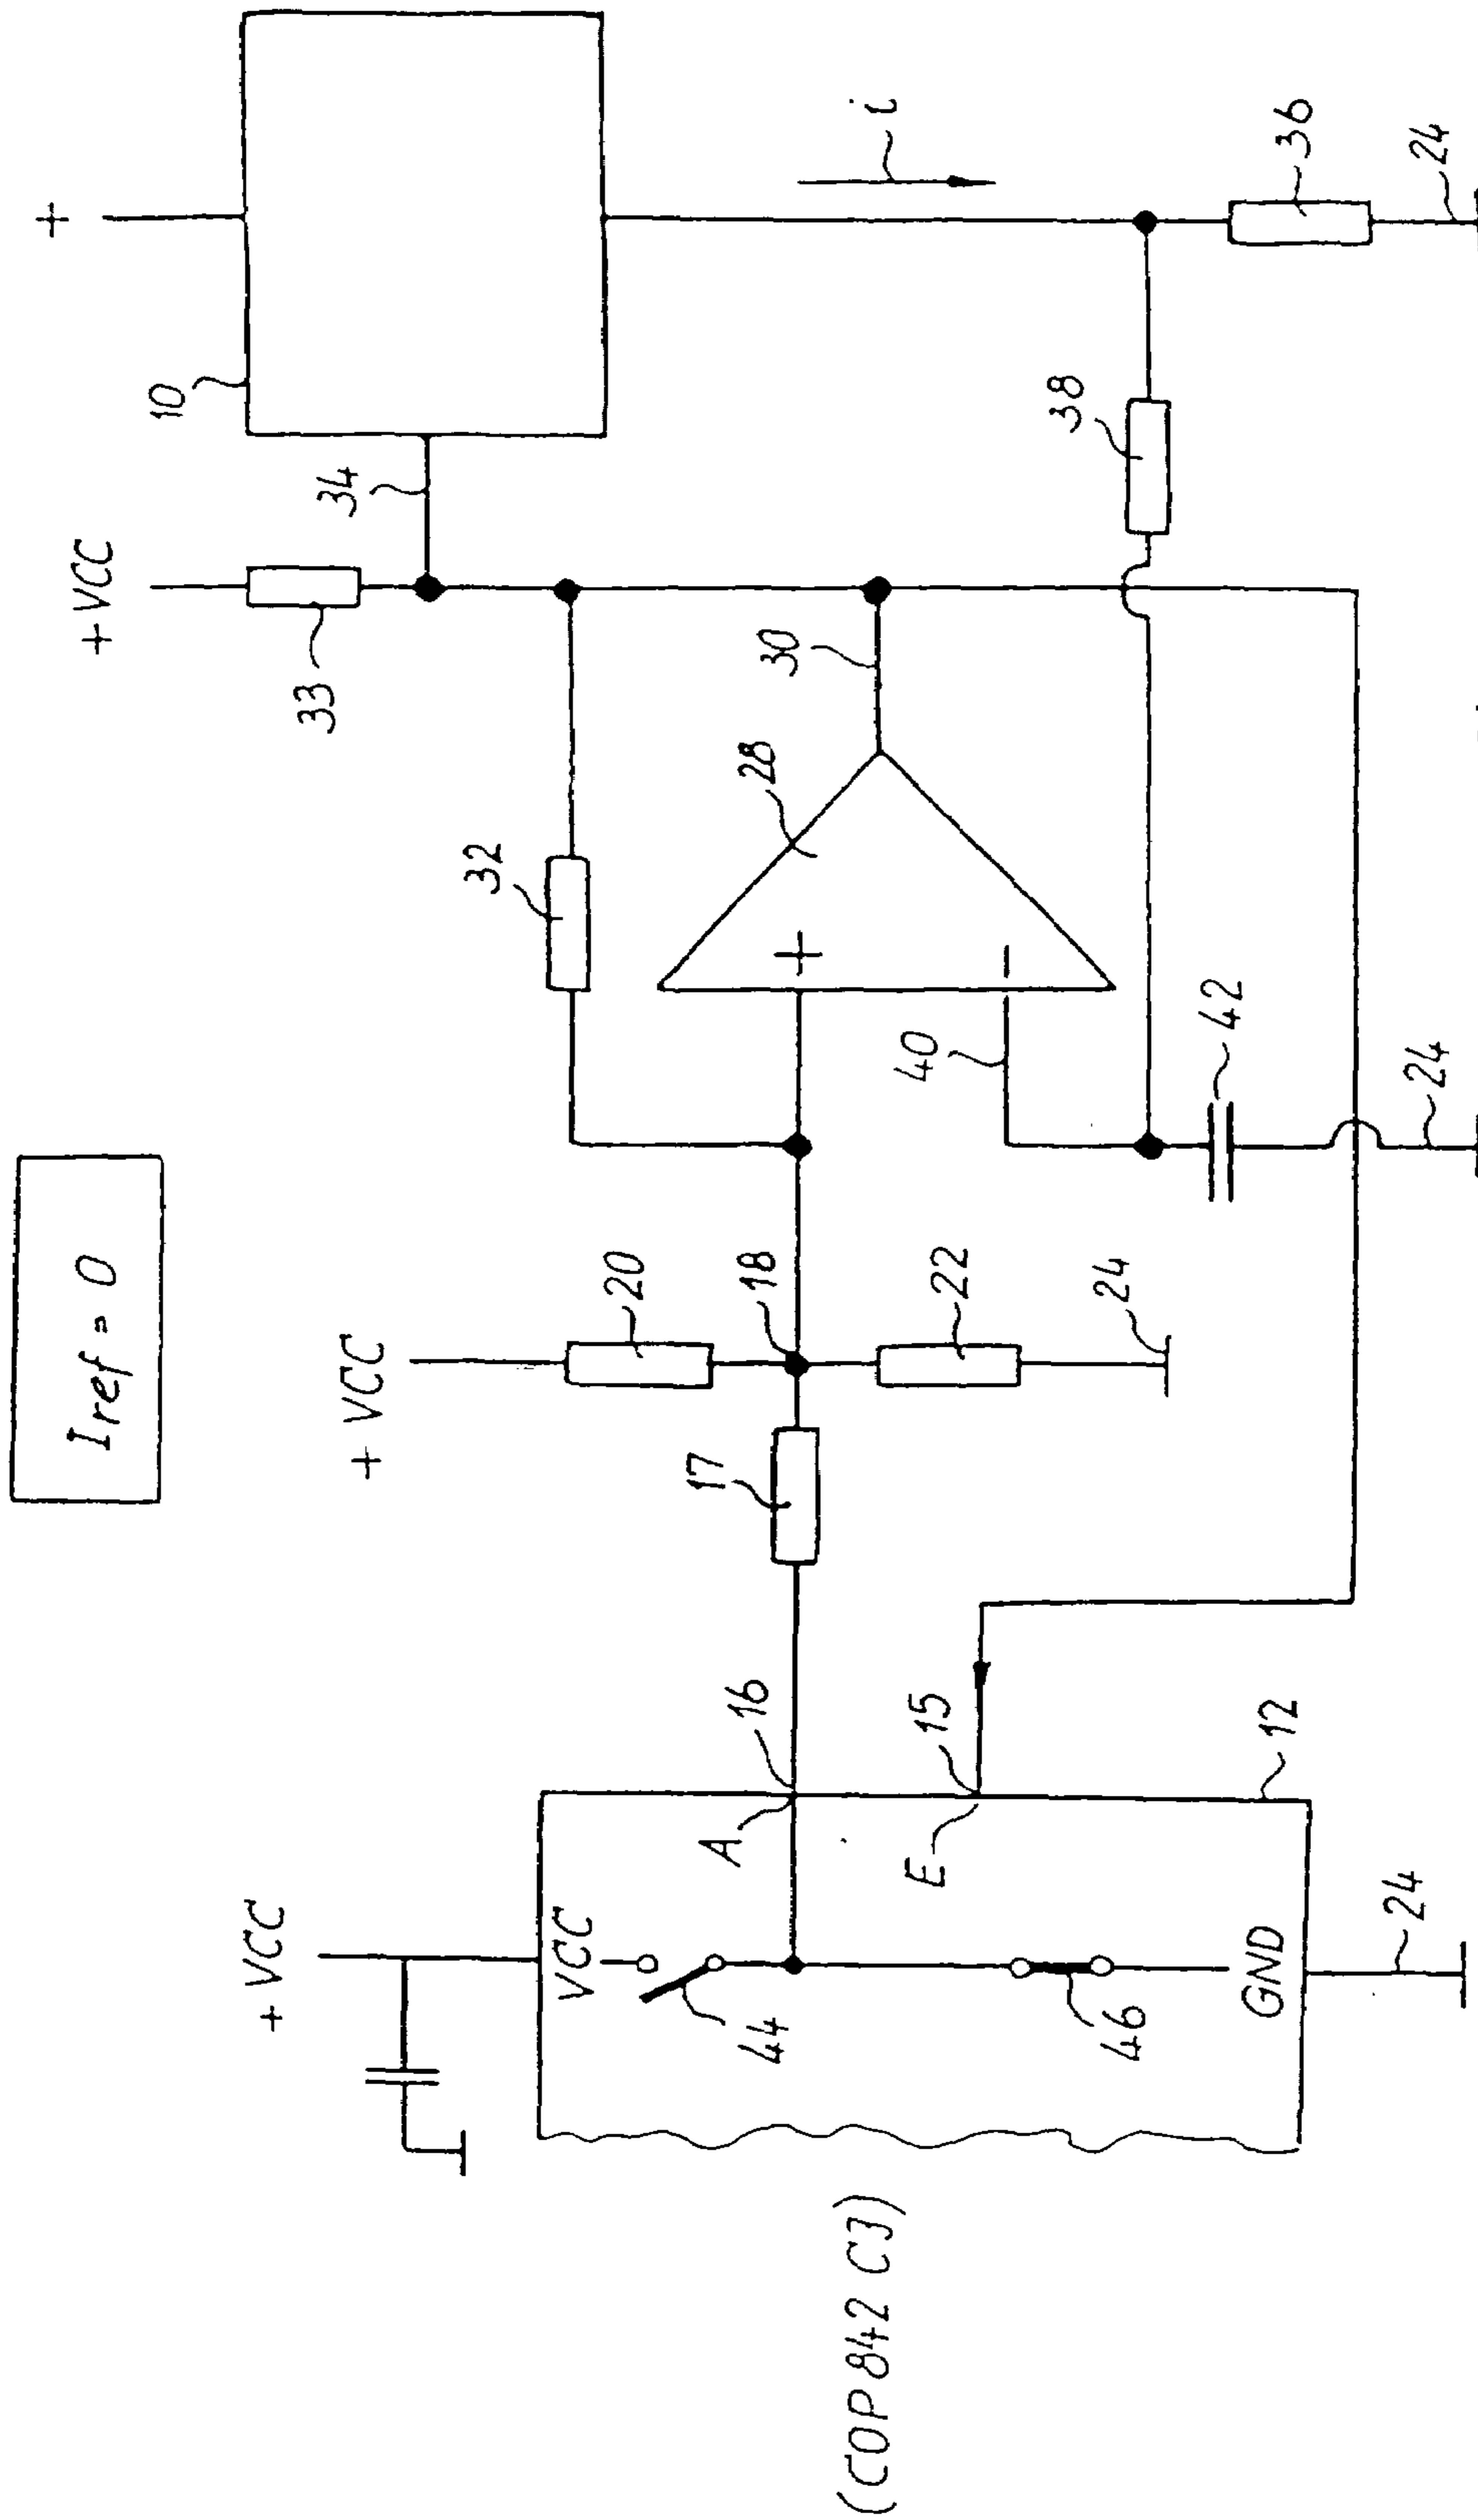 Iref = 0
+
10
+VCC
34
33
i
32
30
28
38
36
24
+
-
40
42
24
+ VCC
20
18
22
24
17
+ VCC
16
15
12
A
E
VCC
44
46
GND
24
(COP 842 CJ)